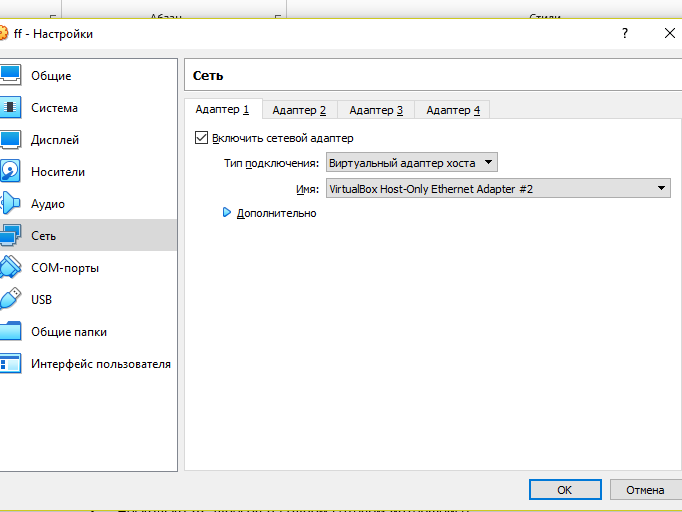 Абзац
Стили
ff - Настройки
?
Общие
Система
Дисплей
Носители
Аудио
Сеть
COM-порты
USB
Общие папки
Интерфейс пользователя
Сеть
Адаптер 1 Адаптер 2 Адаптер 3 Адаптер 4
Включить сетевой адаптер
Тип подключения: Виртуальный адаптер хоста
Имя: VirtualBox Host-Only Ethernet Adapter #2
Дополнительно
OK Отмена